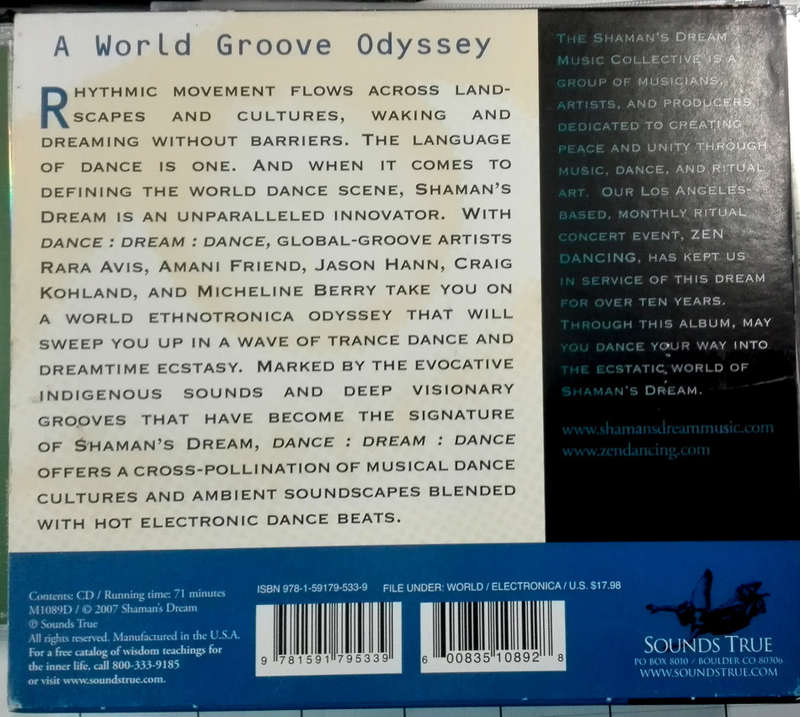 A World Groove Odyssey
Rhythmic movement flows across land-
scapes and cultures, waking and
dreaming without barriers. The language
of dance is one. And when it comes to
defining the world dance scene, Shaman's
Dream is an unparalleled innovator. With
dance : dream : dance, global-groove artists
Rara Avis, Amani Friend, Jason Hann, Craig
Kohland, and Micheline Berry take you on
a world ethnotronica odyssey that will
sweep you up in a wave of trance dance and
dreamtime ecstasy. Marked by the evocative
indigenous sounds and deep visionary
grooves that have become the signature
of Shaman's Dream, dance : dream : dance
offers a cross-pollination of musical dance
cultures and ambient soundscapes blended
with hot electronic dance beats.
The Shaman's Dream
Music Collective is a
group of musicians,
artists, and producers
dedicated to creating
peace and unity through
music, dance, and ritual
art. Our Los Angeles-
based, monthly ritual
concert event, Zen
Dancing, has kept us
in service of this dream
for over ten years.
Through this album, may
you dance your way into
the ecstatic world of
Shaman's Dream.
www.shamansdreammusic.com
www.zendancing.com
Contents: CD / Running time: 71 minutes
M1089D / © 2007 Shaman's Dream
℗ Sounds True
All rights reserved. Manufactured in the U.S.A.
For a free catalog of wisdom teachings for
the inner life, call 800-333-9185
or visit www.soundstrue.com.
ISBN 978-1-59179-533-9 FILE UNDER: WORLD / ELECTRONICA / U.S. $17.98
9 781591 795339
6 00835 10892 8
SOUNDS TRUE
PO BOX 8010 / BOULDER CO 80306
WWW.SOUNDSTRUE.COM